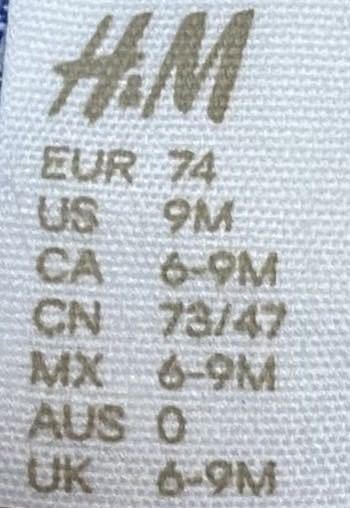 H&M
EUR 74
US 9M
CA 6-9M
CN 73/47
MX 6-9M
AUS 0
UK 6-9M